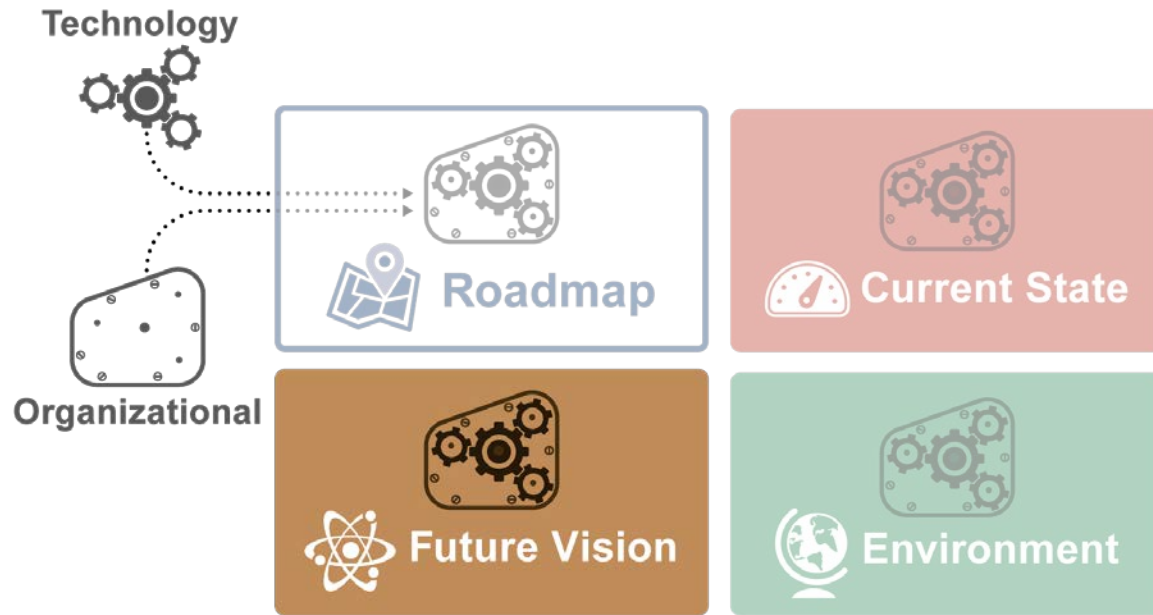 Technology
Roadmap
Current State
Organizational
Future Vision
Environment